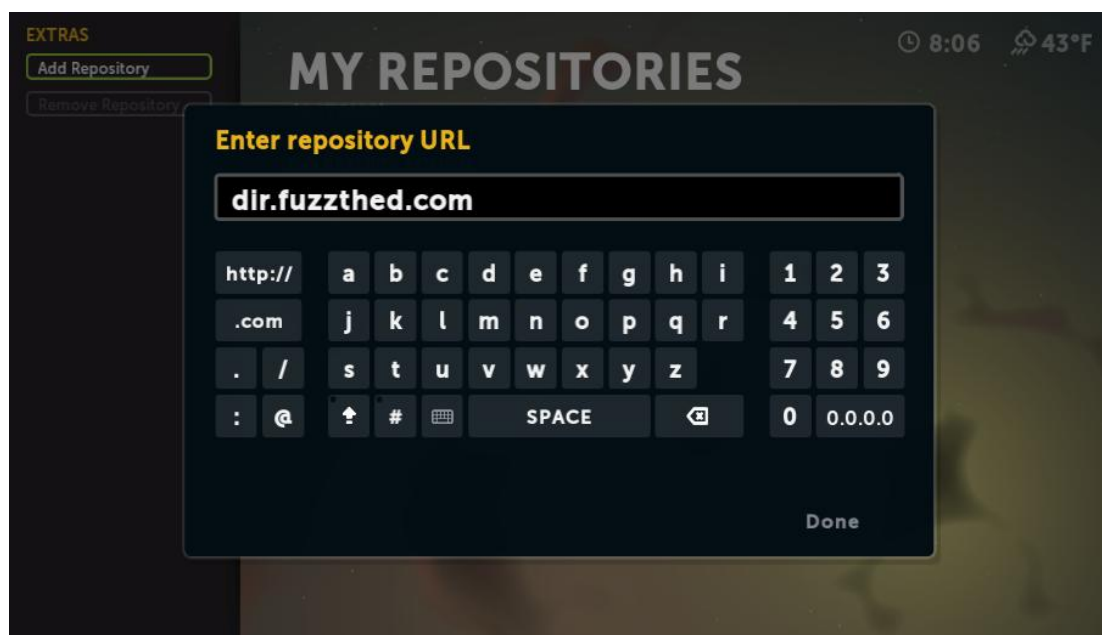 EXTRAS
Add Repository
Remove Repository
MY REPOSITORIES
8:06 43°F
Enter repository URL
dir.fuzzthed.com
http:// a b c d e f g h i 1 2 3
.com j k l m n o p q r 4 5 6
. / s t u v w x y z 7 8 9
: @ # SPACE 0 0.0.0.0
Done